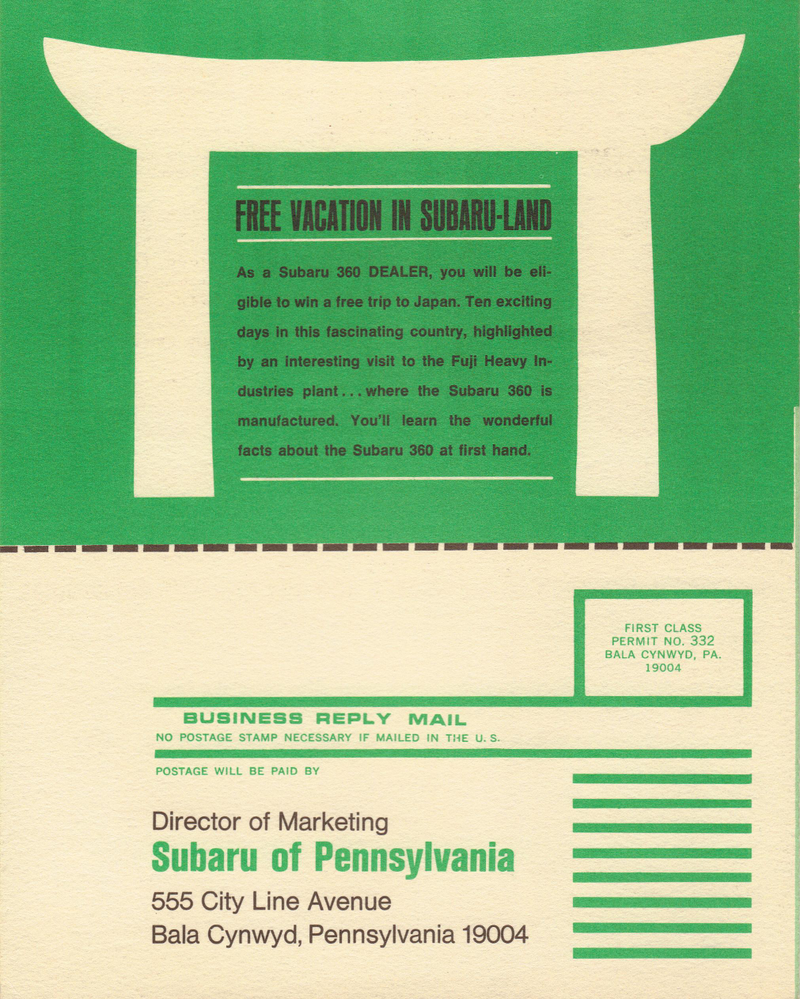 FREE VACATION IN SUBARU-LAND
As a Subaru 360 DEALER, you will be eli-
gible to win a free trip to Japan. Ten exciting
days in this fascinating country, highlighted
by an interesting visit to the Fuji Heavy In-
dustries plant...where the Subaru 360 is
manufactured. You'll learn the wonderful
facts about the Subaru 360 at first hand.
FIRST CLASS
PERMIT NO. 332
BALA CYNWYD, PA.
19004
BUSINESS REPLY MAIL
NO POSTAGE STAMP NECESSARY IF MAILED IN THE U.S.
POSTAGE WILL BE PAID BY
Director of Marketing
Subaru of Pennsylvania
555 City Line Avenue
Bala Cynwyd, Pennsylvania 19004